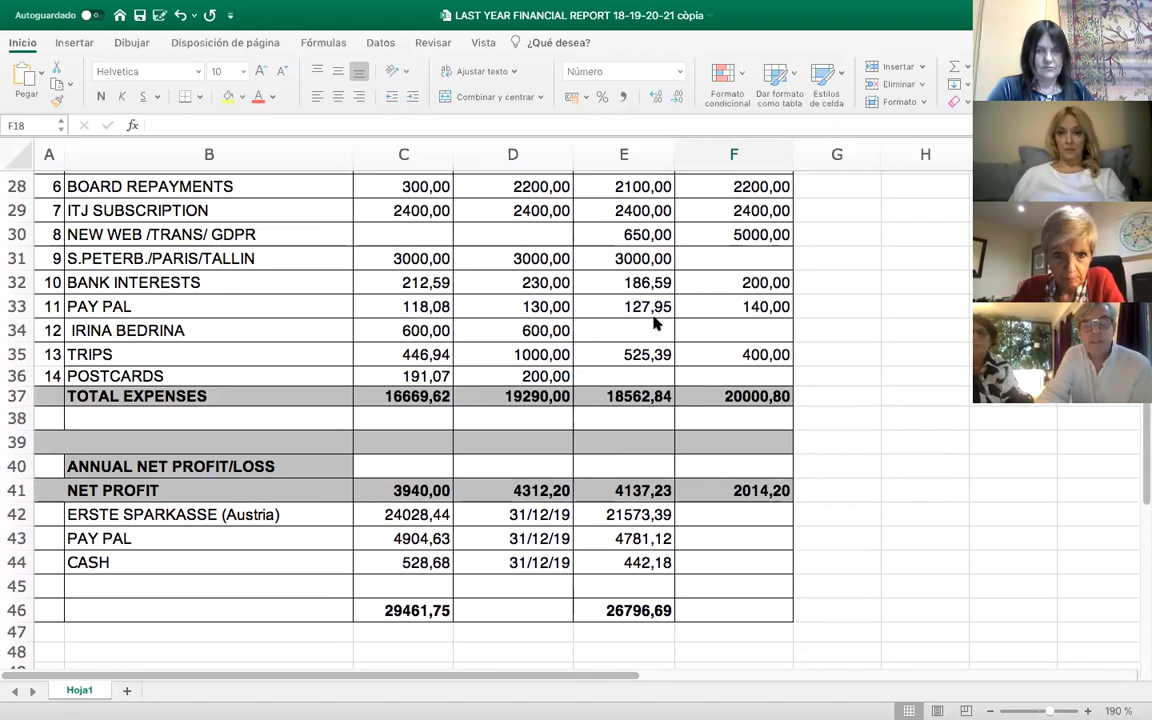 Autoguardado LAST YEAR FINANCIAL REPORT 18-19-20-21 còpia
Inicio Insertar Dibujar Disposición de página Fórmulas Datos Revisar Vista ¿Qué desea?
Pegar Helvetica 10 Ajustar texto Número Formato condicional Dar formato como tabla Estilos de celda Insertar
N K S Combinar y centrar % Eliminar
Formato
F18 fx
A B C D E F G H
28 6 BOARD REPAYMENTS 300,00 2200,00 2100,00 2200,00
29 7 ITJ SUBSCRIPTION 2400,00 2400,00 2400,00 2400,00
30 8 NEW WEB /TRANS/ GDPR 650,00 5000,00
31 9 S.PETERB./PARIS/TALLIN 3000,00 3000,00 3000,00
32 10 BANK INTERESTS 212,59 230,00 186,59 200,00
33 11 PAY PAL 118,08 130,00 127,95 140,00
34 12 IRINA BEDRINA 600,00 600,00
35 13 TRIPS 446,94 1000,00 525,39 400,00
36 14 POSTCARDS 191,07 200,00
37 TOTAL EXPENSES 16669,62 19290,00 18562,84 20000,80
38
39
40 ANNUAL NET PROFIT/LOSS
41 NET PROFIT 3940,00 4312,20 4137,23 2014,20
42 ERSTE SPARKASSE (Austria) 24028,44 31/12/19 21573,39
43 PAY PAL 4904,63 31/12/19 4781,12
44 CASH 528,68 31/12/19 442,18
45
46 29461,75 26796,69
47
48
Hoja1
190 %